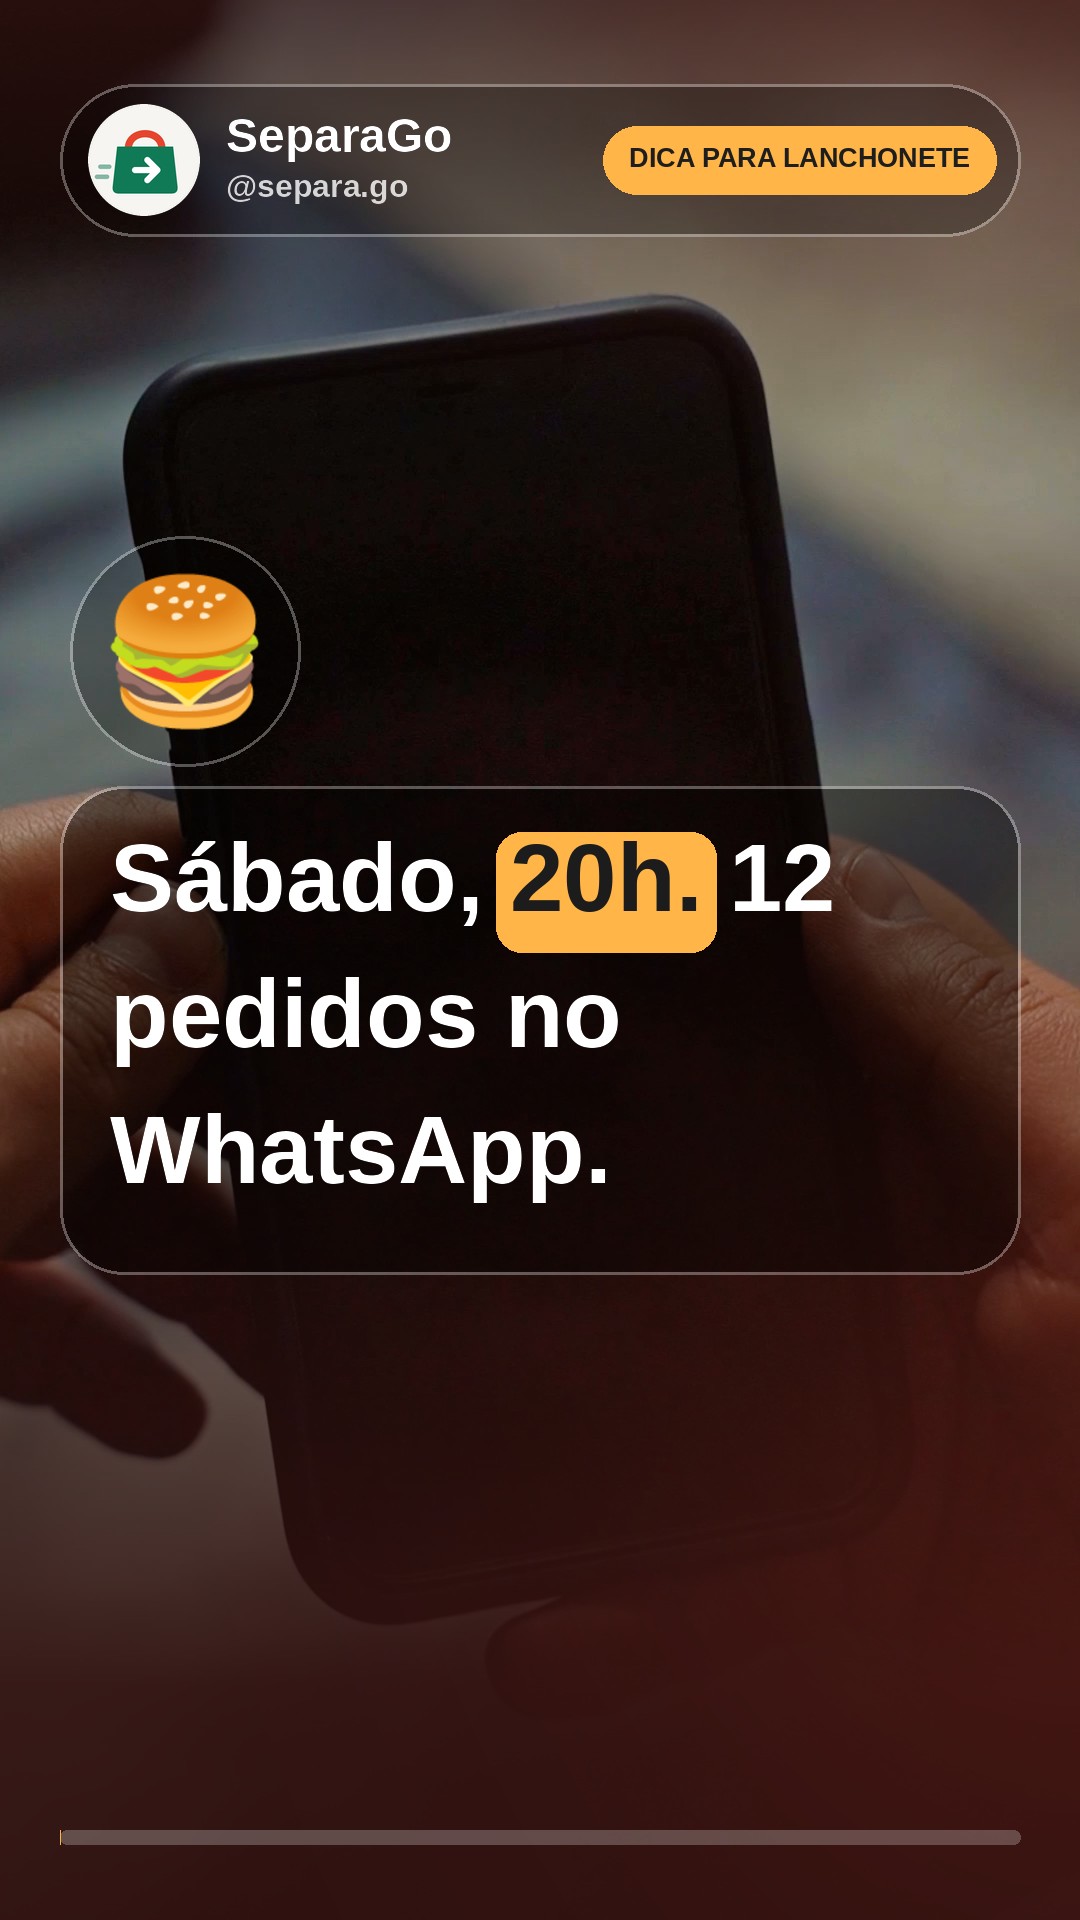 SeparaGo
@separa.go
DICA PARA LANCHONETE
Sábado, 20h. 12
pedidos no
WhatsApp.